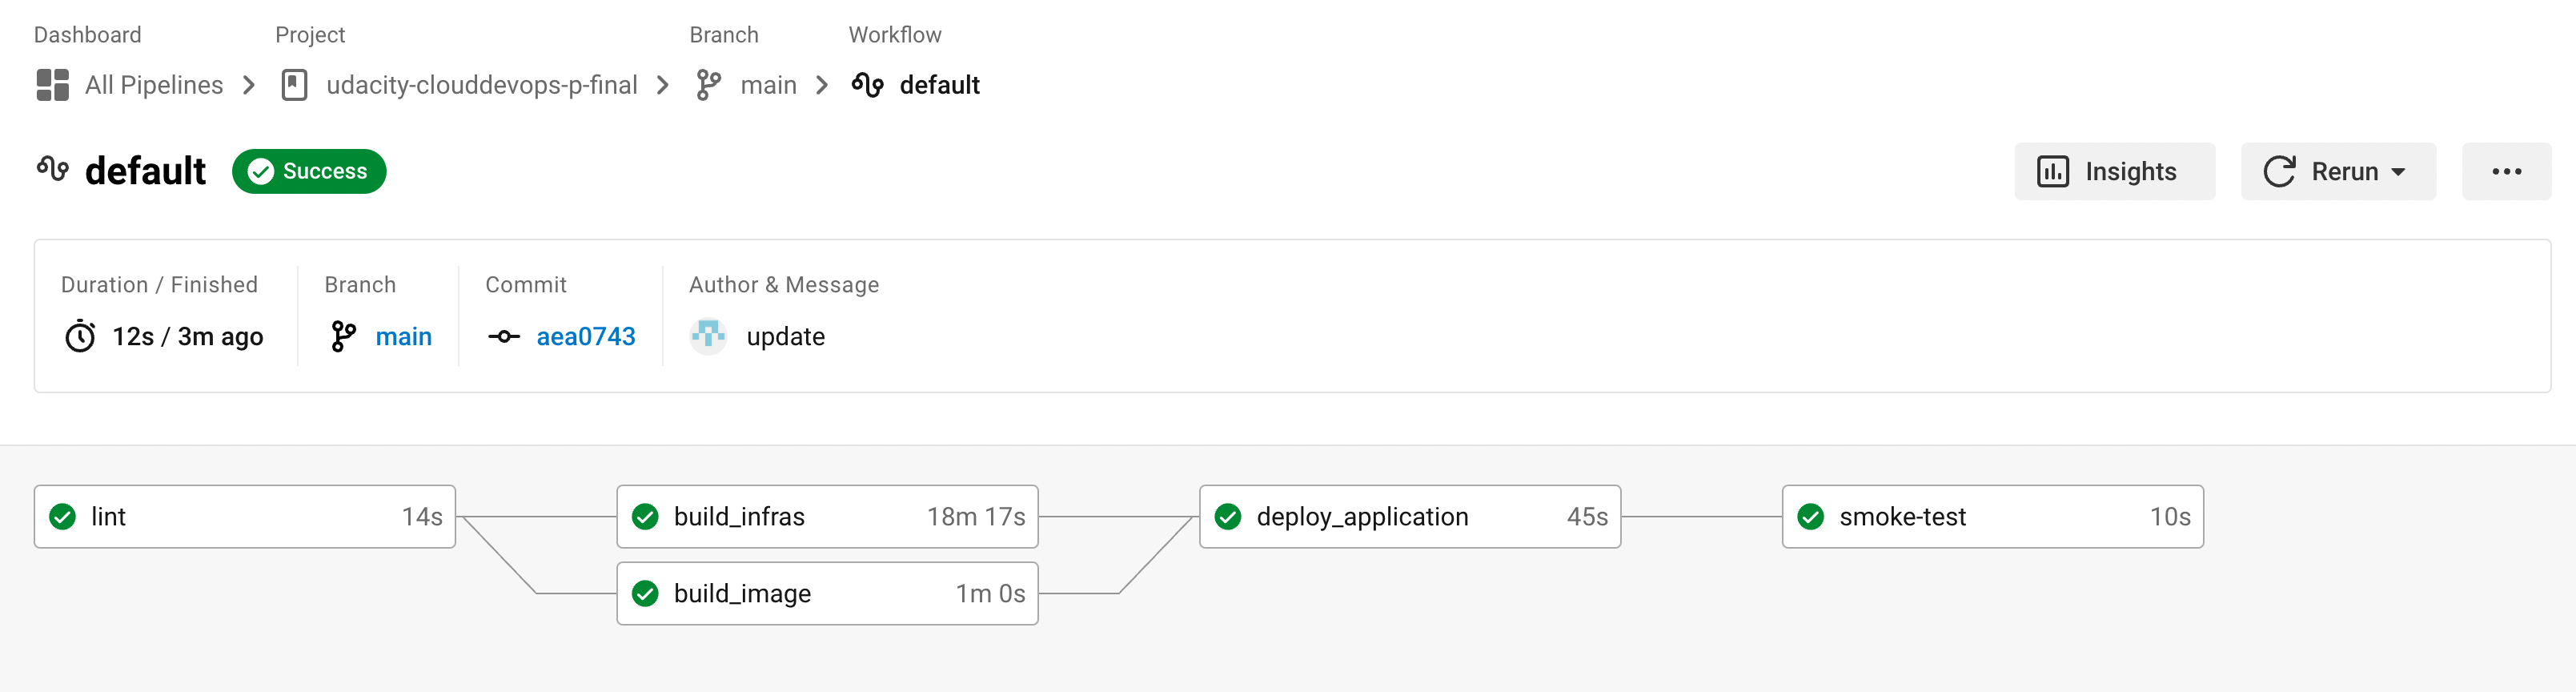 Dashboard Project Branch Workflow
All Pipelines udacity-clouddevops-p-final main default
default Success Insights Rerun
Duration / Finished Branch Commit Author & Message
12s / 3m ago main aea0743 update
lint 14s build_infras 18m 17s deploy_application 45s smoke-test 10s
build_image 1m 0s